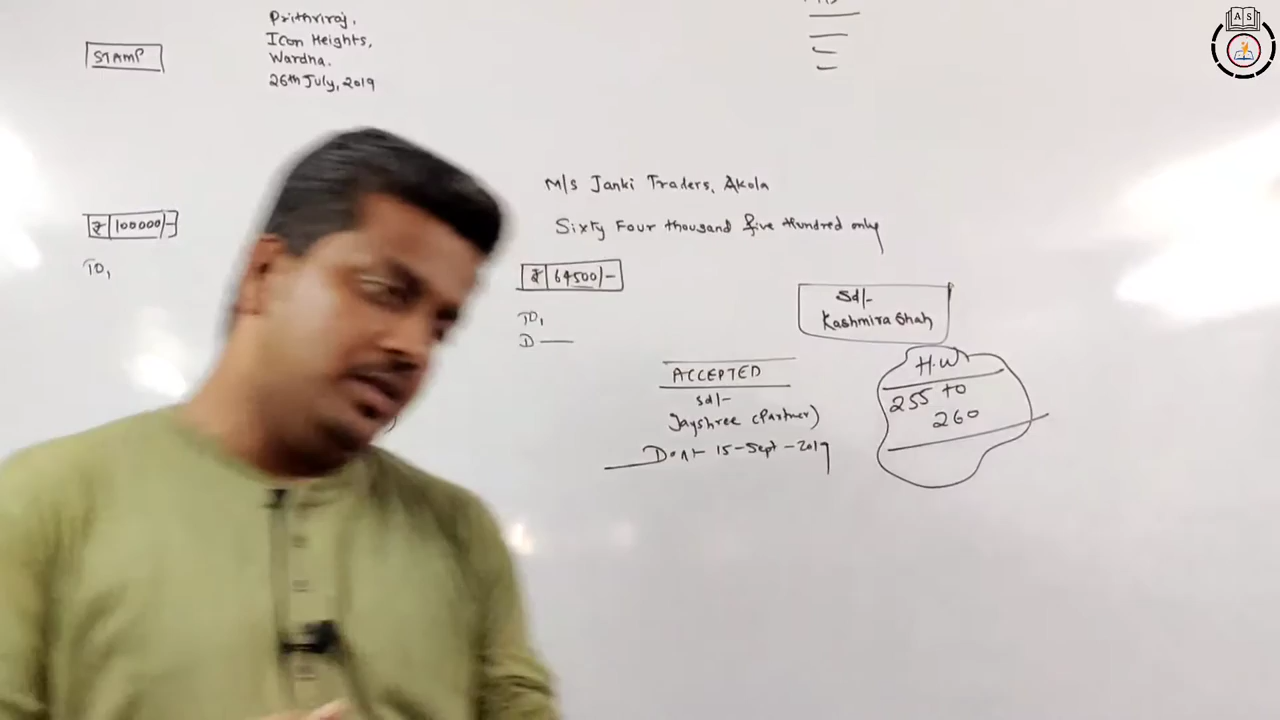 Prithviraj,
Icon Heights,
Wardha.
26th July, 2019
STAMP
₹ 100000/-
TO,
M/s Janki Traders, Akola
Sixty Four thousand five Hundred only
₹ 64500/-
TO,
D
ACCEPTED
sd/-
Jayshree (Partner)
Date 15-Sept-2019
sd/-
Kashmira Shah
H.W
255 to
260
A S